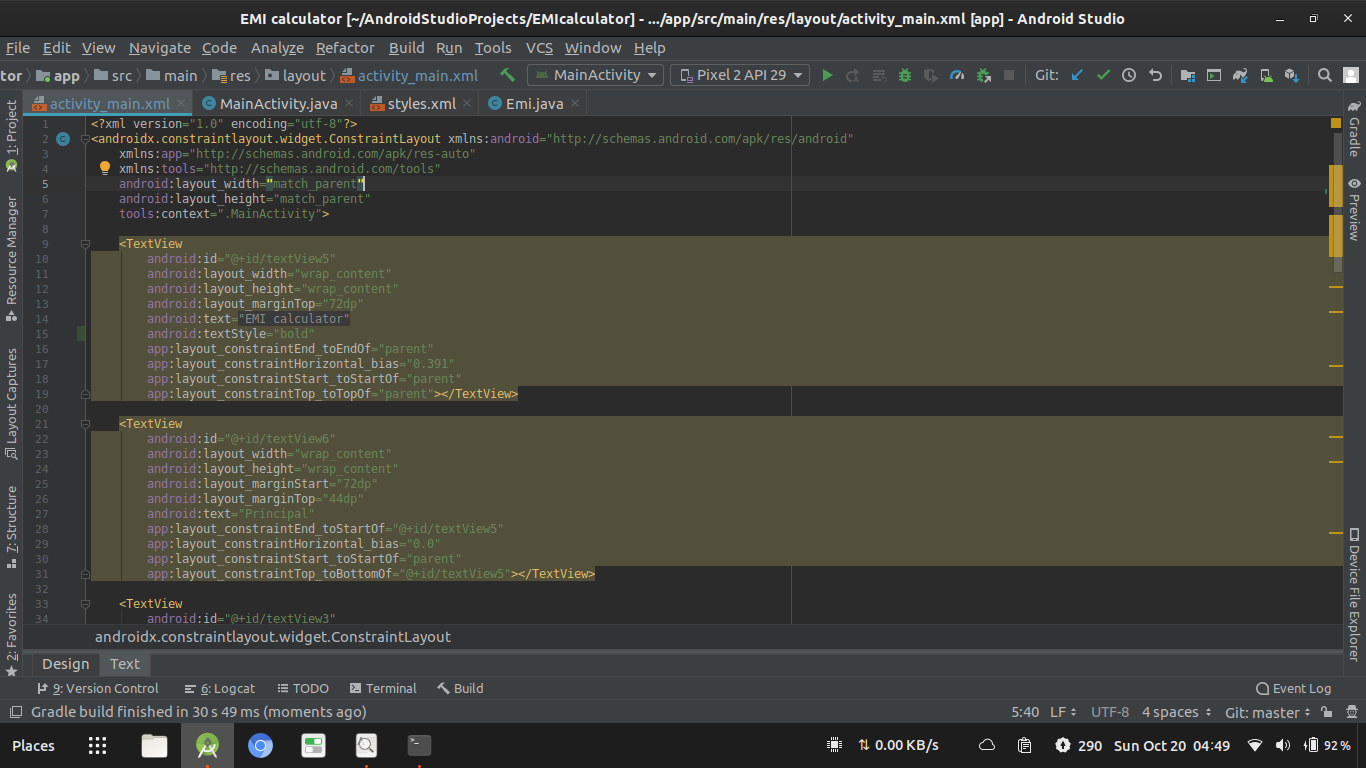 EMI calculator [~/AndroidStudioProjects/EMIcalculator] - .../app/src/main/res/layout/activity_main.xml [app] - Android Studio
File Edit View Navigate Code Analyze Refactor Build Run Tools VCS Window Help
tor app src main res layout activity_main.xml MainActivity Pixel 2 API 29 Git:
activity_main.xml MainActivity.java styles.xml Emi.java
1: Project
Resource Manager
Layout Captures
7: Structure
2: Favorites
1 <?xml version="1.0" encoding="utf-8"?>
2 <androidx.constraintlayout.widget.ConstraintLayout xmlns:android="http://schemas.android.com/apk/res/android"
3 xmlns:app="http://schemas.android.com/apk/res-auto"
4 xmlns:tools="http://schemas.android.com/tools"
5 android:layout_width="match_parent"
6 android:layout_height="match_parent"
7 tools:context=".MainActivity">
8
9 <TextView
10 android:id="@+id/textView5"
11 android:layout_width="wrap_content"
12 android:layout_height="wrap_content"
13 android:layout_marginTop="72dp"
14 android:text="EMI calculator"
15 android:textStyle="bold"
16 app:layout_constraintEnd_toEndOf="parent"
17 app:layout_constraintHorizontal_bias="0.391"
18 app:layout_constraintStart_toStartOf="parent"
19 app:layout_constraintTop_toTopOf="parent"></TextView>
20
21 <TextView
22 android:id="@+id/textView6"
23 android:layout_width="wrap_content"
24 android:layout_height="wrap_content"
25 android:layout_marginStart="72dp"
26 android:layout_marginTop="44dp"
27 android:text="Principal"
28 app:layout_constraintEnd_toStartOf="@+id/textView5"
29 app:layout_constraintHorizontal_bias="0.0"
30 app:layout_constraintStart_toStartOf="parent"
31 app:layout_constraintTop_toBottomOf="@+id/textView5"></TextView>
32
33 <TextView
34 android:id="@+id/textView3"
Gradle
Preview
Device File Explorer
androidx.constraintlayout.widget.ConstraintLayout
Design Text
9: Version Control 6: Logcat TODO Terminal Build Event Log
Gradle build finished in 30 s 49 ms (moments ago) 5:40 LF UTF-8 4 spaces Git: master
Places 0.00 KB/s 290 Sun Oct 20 04:49 92 %